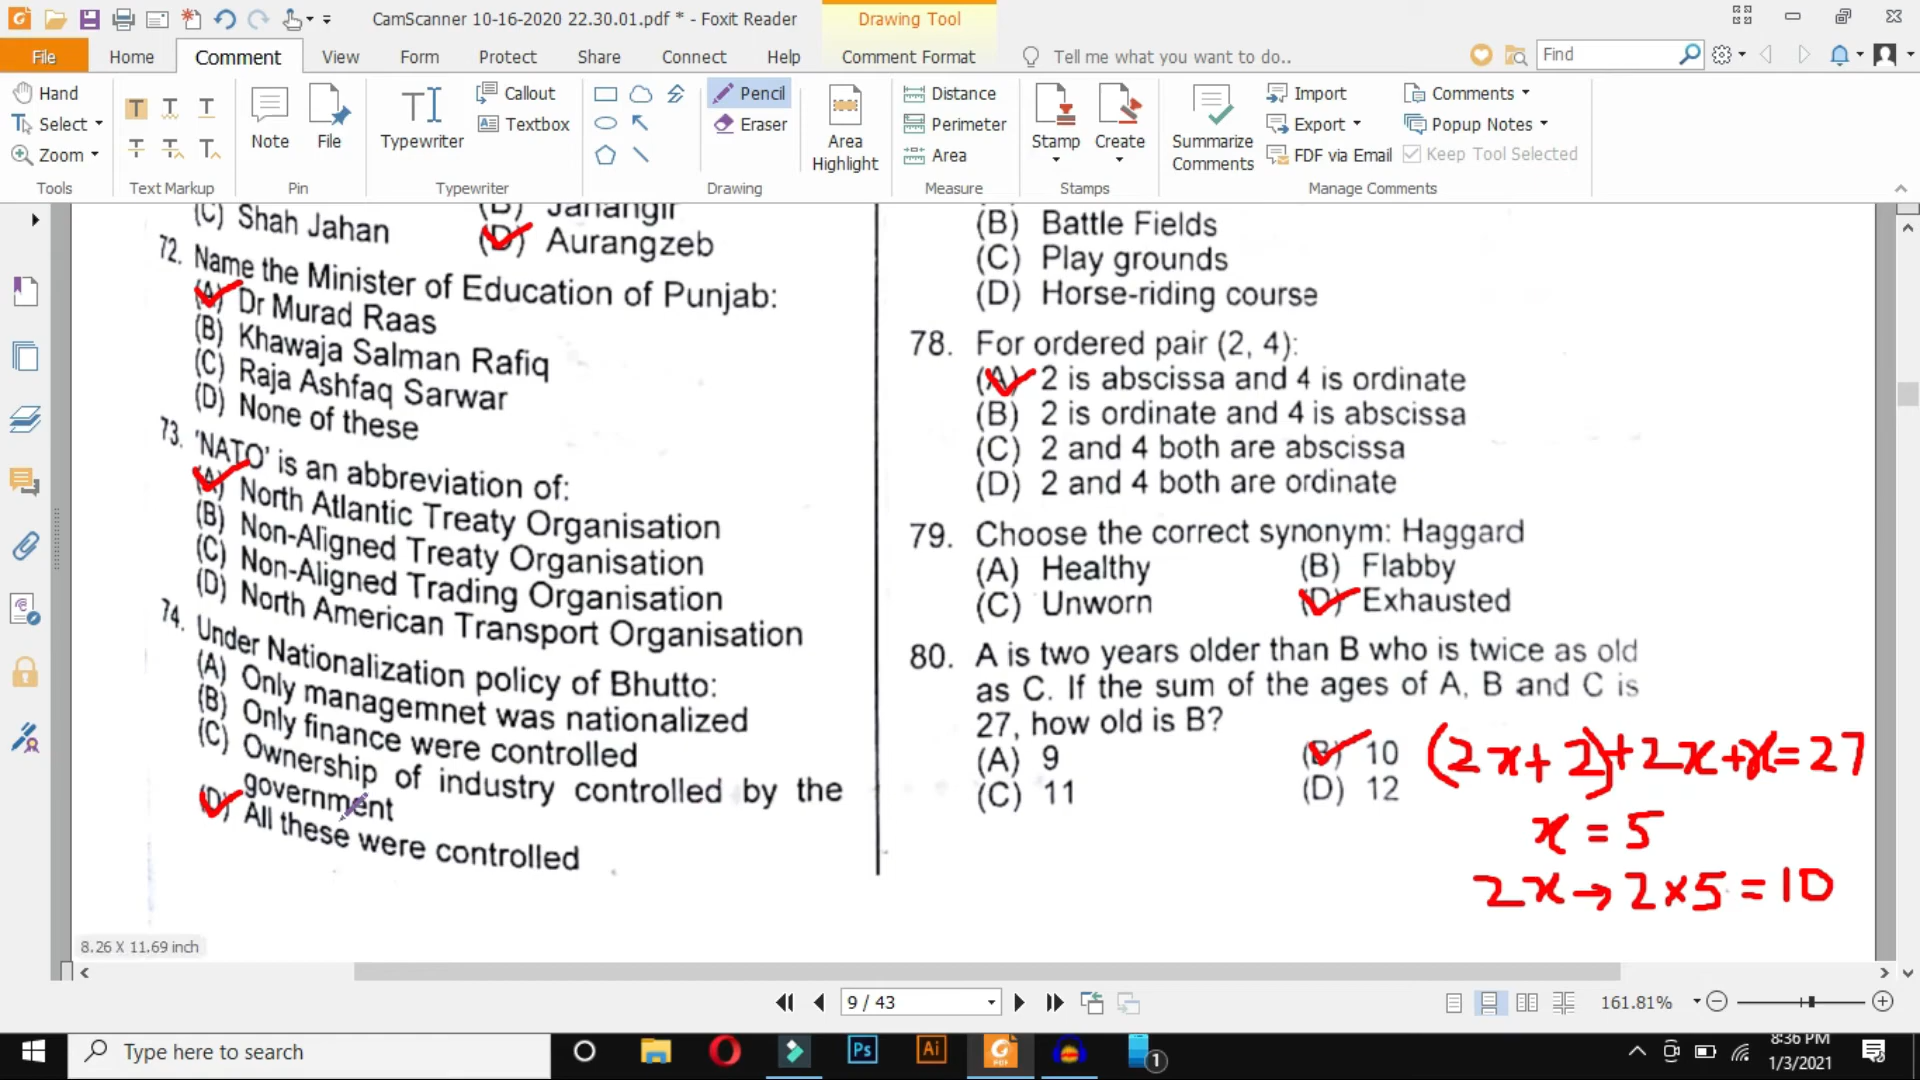 CamScanner 10-16-2020 22.30.01.pdf * - Foxit Reader
Drawing Tool
File Home Comment View Form Protect Share Connect Help Comment Format Tell me what you want to do.. Find
Hand
Select
Zoom
Tools
Text Markup
Note
File
Pin
Typewriter
Callout
Textbox
Typewriter
Pencil
Eraser
Drawing
Area
Highlight
Distance
Perimeter
Area
Measure
Stamp
Create
Stamps
Summarize
Comments
Import
Export
FDF via Email
Comments
Popup Notes
Keep Tool Selected
Manage Comments
(C) Shah Jahan
(B) Jahangir
(D) Aurangzeb
72. Name the Minister of Education of Punjab:
(A) Dr Murad Raas
(B) Khawaja Salman Rafiq
(C) Raja Ashfaq Sarwar
(D) None of these
73. 'NATO' is an abbreviation of:
(A) North Atlantic Treaty Organisation
(B) Non-Aligned Treaty Organisation
(C) Non-Aligned Trading Organisation
(D) North American Transport Organisation
74. Under Nationalization policy of Bhutto:
(A) Only managemnet was nationalized
(B) Only finance were controlled
(C) Ownership of industry controlled by the
government
(D) All these were controlled
(B) Battle Fields
(C) Play grounds
(D) Horse-riding course
78. For ordered pair (2, 4):
(A) 2 is abscissa and 4 is ordinate
(B) 2 is ordinate and 4 is abscissa
(C) 2 and 4 both are abscissa
(D) 2 and 4 both are ordinate
79. Choose the correct synonym: Haggard
(A) Healthy (B) Flabby
(C) Unworn (D) Exhausted
80. A is two years older than B who is twice as old
as C. If the sum of the ages of A, B and C is
27, how old is B?
(A) 9 (B) 10
(C) 11 (D) 12
(2x+2)+2x+x=27
x = 5
2x→2×5=10
8.26 X 11.69 inch
9 / 43
161.81%
Type here to search
Ps
Ai
PDF
1
8:36 PM
1/3/2021